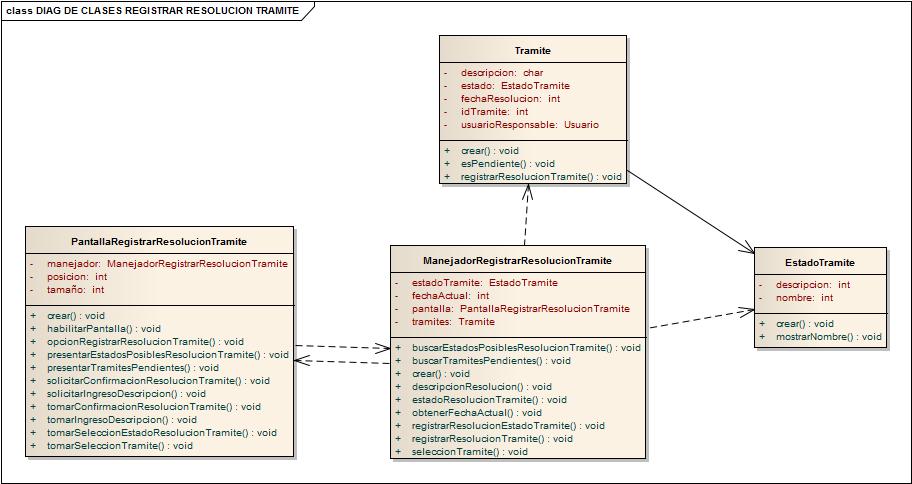 class DIAG DE CLASES REGISTRAR RESOLUCION TRAMITE
Tramite
- descripcion: char
- estado: EstadoTramite
- fechaResolucion: int
- idTramite: int
- usuarioResponsable: Usuario
+ crear() : void
+ esPendiente() : void
+ registrarResolucionTramite() : void
PantallaRegistrarResolucionTramite
- manejador: ManejadorRegistrarResolucionTramite
- posicion: int
- tamaño: int
+ crear() : void
+ habilitarPantalla() : void
+ opcionRegistrarResolucionTramite() : void
+ presentarEstadosPosiblesResolucionTramite() : void
+ presentarTramitesPendientes() : void
+ solicitarConfirmacionResolucionTramite() : void
+ solicitarIngresoDescripcion() : void
+ tomarConfirmacionResolucionTramite() : void
+ tomarIngresoDescripcion() : void
+ tomarSeleccionEstadoResolucionTramite() : void
+ tomarSeleccionTramite() : void
ManejadorRegistrarResolucionTramite
- estadoTramite: EstadoTramite
- fechaActual: int
- pantalla: PantallaRegistrarResolucionTramite
- tramites: Tramite
+ buscarEstadosPosiblesResolucionTramite() : void
+ buscarTramitesPendientes() : void
+ crear() : void
+ descripcionResolucion() : void
+ estadoResolucionTramite() : void
+ obtenerFechaActual() : void
+ registrarResolucionEstadoTramite() : void
+ registrarResolucionTramite() : void
+ seleccionTramite() : void
EstadoTramite
- descripcion: int
- nombre: int
+ crear() : void
+ mostrarNombre() : void